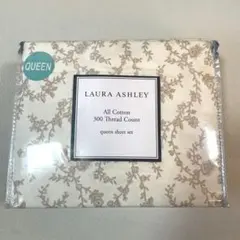 QUEEN
LAURA ASHLEY
All Cotton
300 Thread Count
queen sheet set